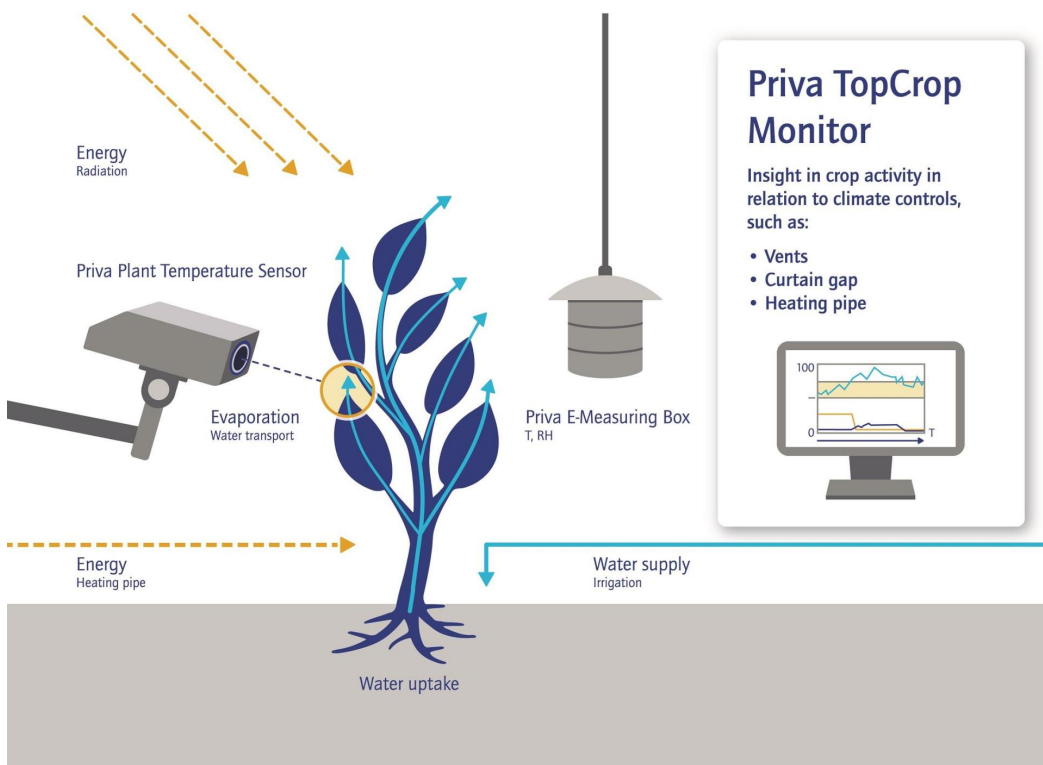 Energy
Radiation
Priva Plant Temperature Sensor
Evaporation
Water transport
Priva E-Measuring Box
T, RH
Energy
Heating pipe
Water supply
Irrigation
Water uptake
Priva TopCrop
Monitor
Insight in crop activity in
relation to climate controls,
such as:
• Vents
• Curtain gap
• Heating pipe
100
0
T